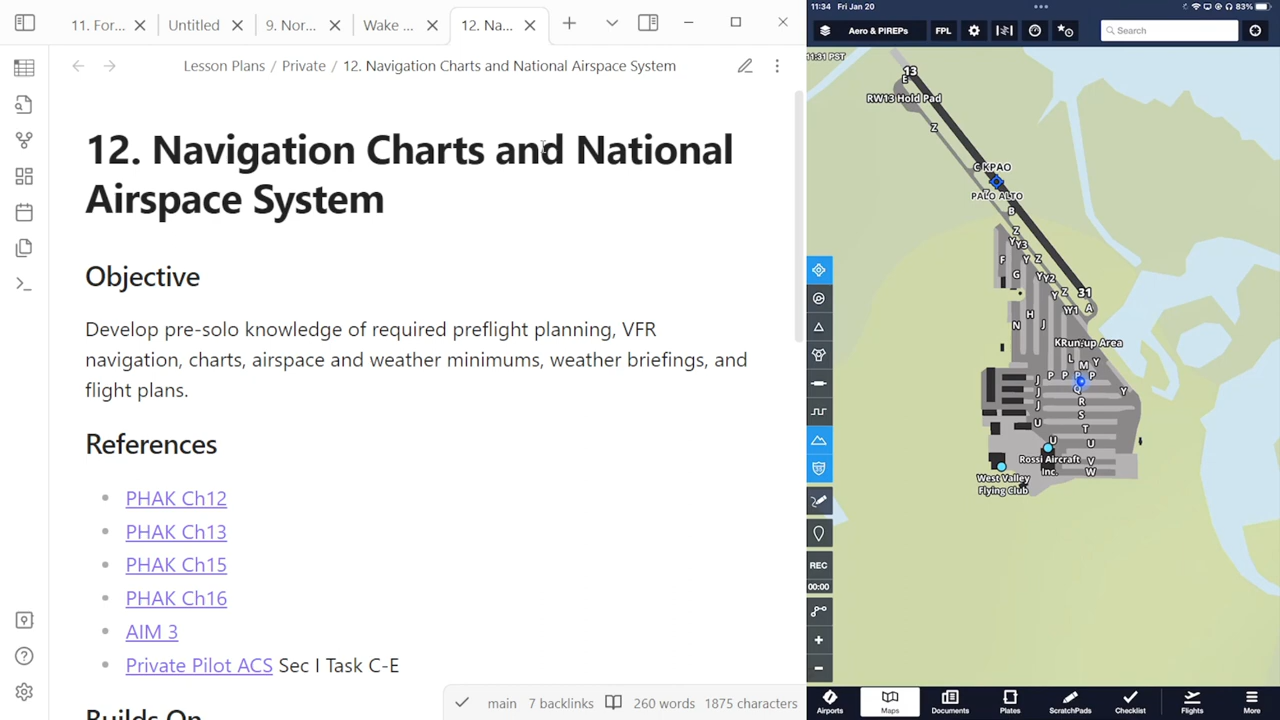 11. For...
Untitled
9. Nor...
Wake ...
12. Na...
Lesson Plans / Private / 12. Navigation Charts and National Airspace System
12. Navigation Charts and National
Airspace System
Objective
Develop pre-solo knowledge of required preflight planning, VFR
navigation, charts, airspace and weather minimums, weather briefings, and
flight plans.
References
PHAK Ch12
PHAK Ch13
PHAK Ch15
PHAK Ch16
AIM 3
Private Pilot ACS Sec I Task C-E
main
7 backlinks
260 words
1875 characters
11:34 Fri Jan 20
83%
Aero & PIREPs
FPL
Search
11:31 PST
13
E
RW13 Hold Pad
Z
C KPAO
PALO ALTO
B
Z
Y Y3
F Y Z
G Y Y2
Y Z 31
H Y1 A
N J
K Run-up Area
L M Y
J P P P P
J Q Y
J R
S
U T
U U
Rossi Aircraft
Inc.
V
W
West Valley
Flying Club
REC
00:00
Airports
Maps
Documents
Plates
ScratchPads
Checklist
Flights
More